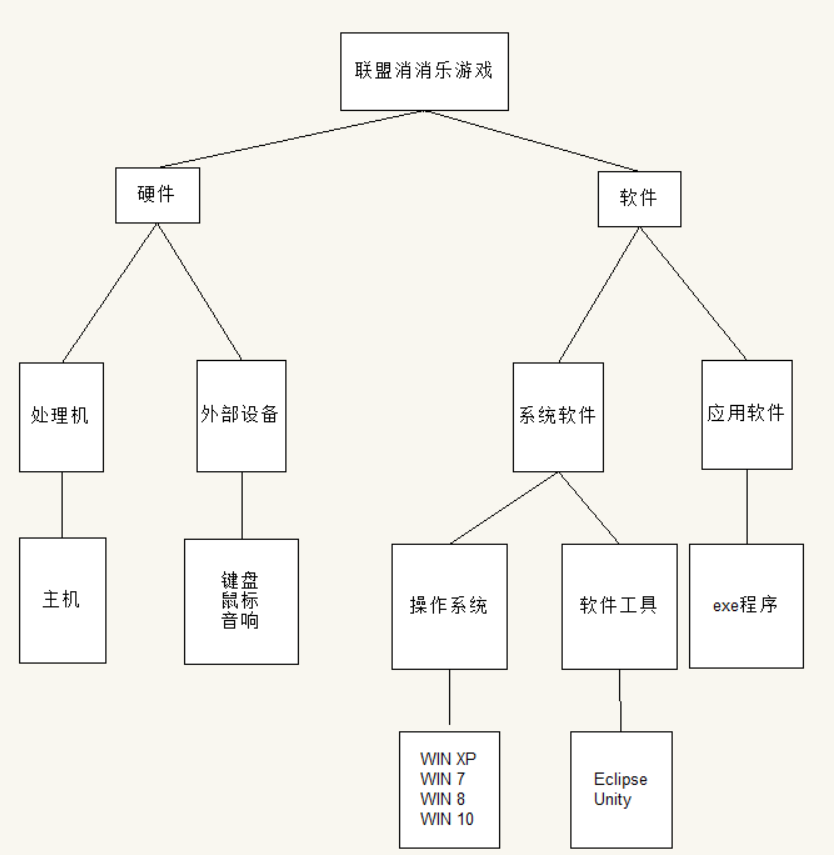 联盟消消乐游戏
硬件
软件
处理机
外部设备
系统软件
应用软件
主机
键盘
鼠标
音响
操作系统
软件工具
exe程序
WIN XP
WIN 7
WIN 8
WIN 10
Eclipse
Unity